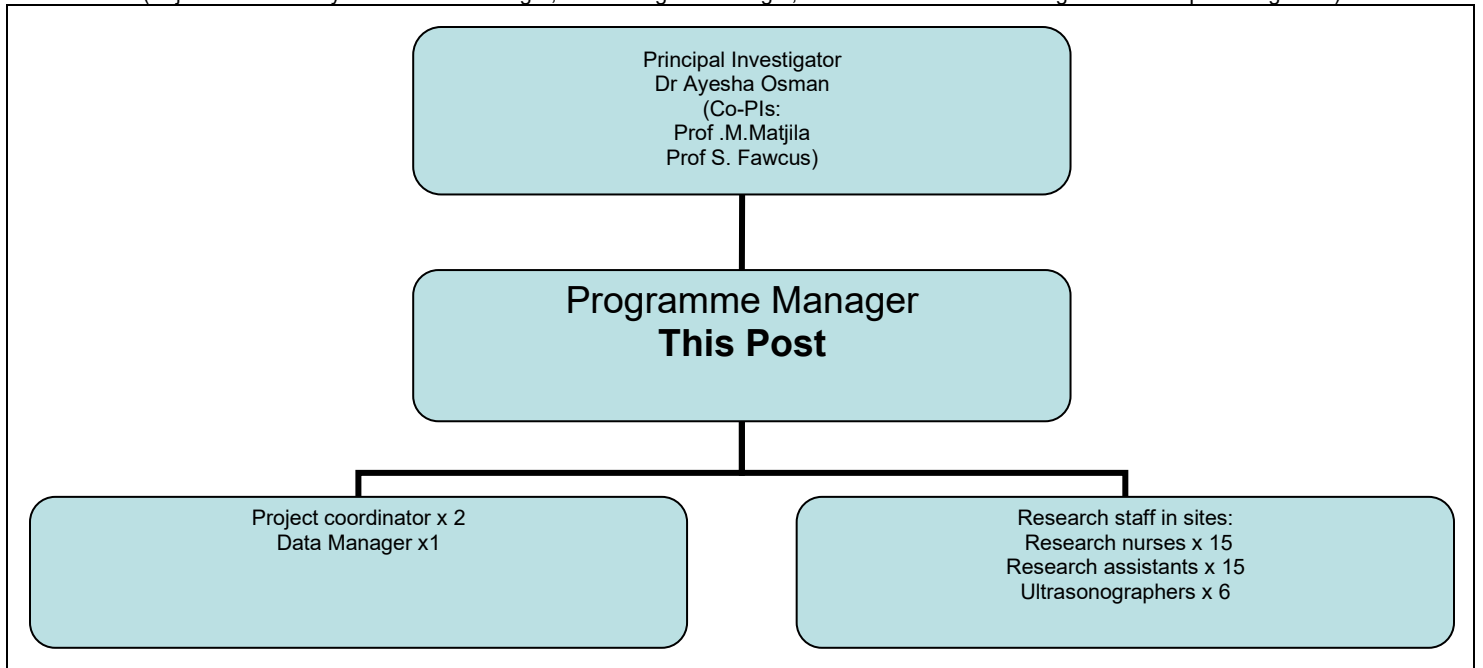 Principal Investigator
Dr Ayesha Osman
(Co-PIs:
Prof .M.Matjila
Prof S. Fawcus)
Programme Manager
This Post
Project coordinator x 2
Data Manager x1
Research staff in sites:
Research nurses x 15
Research assistants x 15
Ultrasonographers x 6